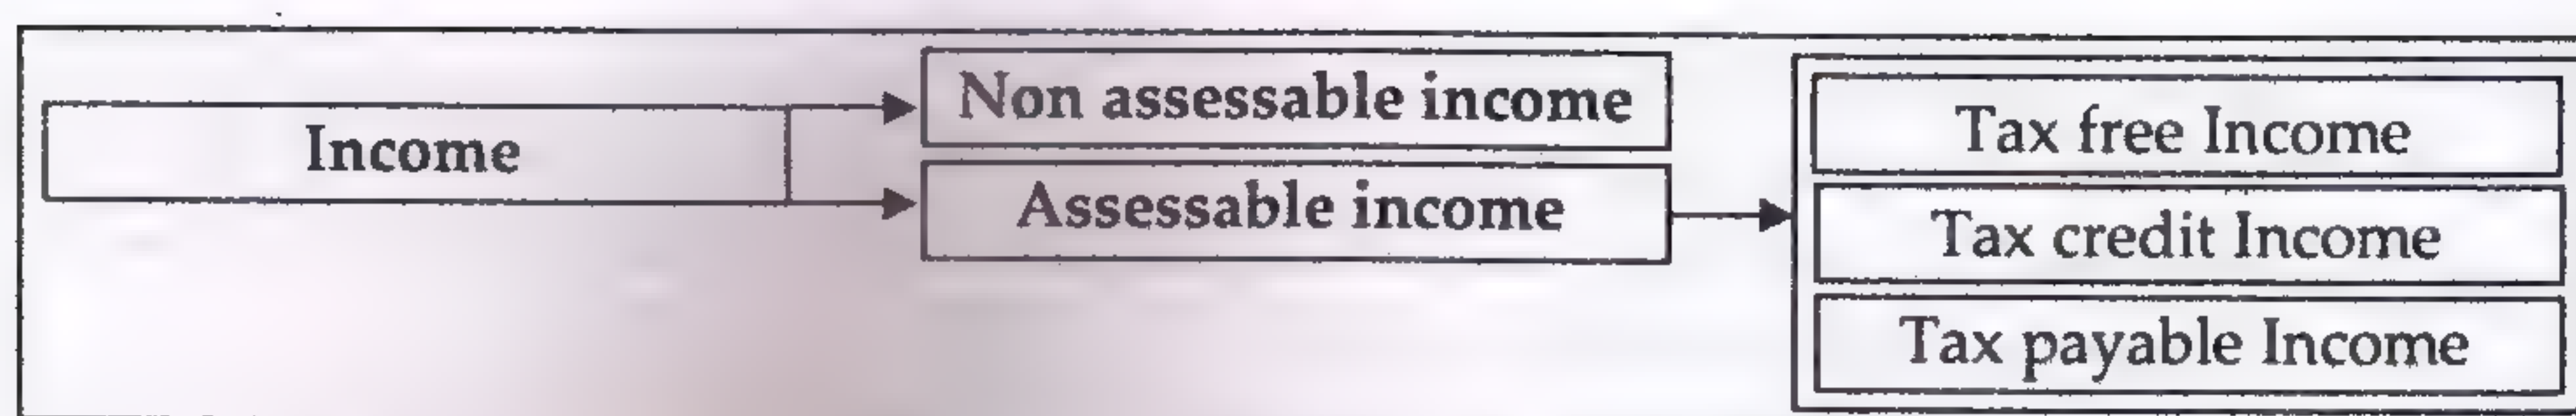 Non assessable income
Income
Assessable income
Tax free Income
Tax credit Income
Tax payable Income